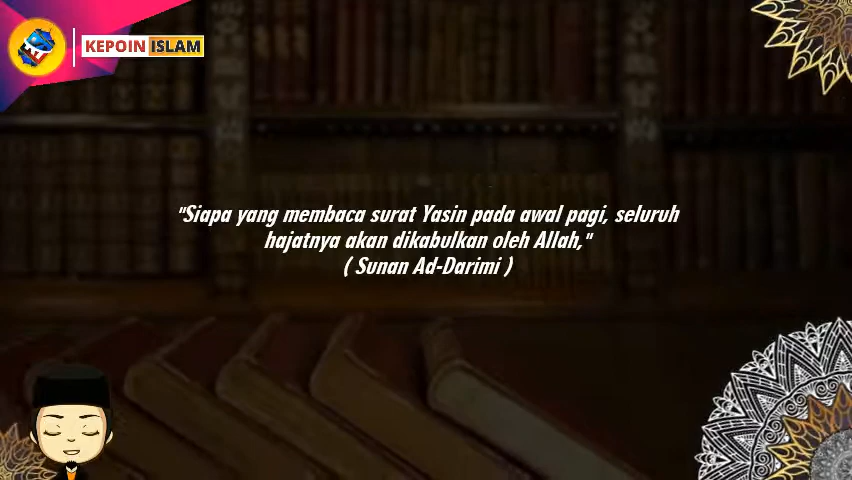 KEPOIN ISLAM
"Siapa yang membaca surat Yasin pada awal pagi, seluruh
hajatnya akan dikabulkan oleh Allah,"
( Sunan Ad-Darimi )